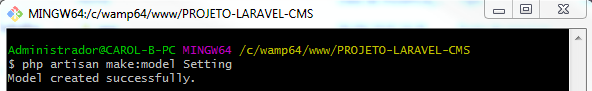 MINGW64:/c/wamp64/www/PROJETO-LARAVEL-CMS
Administrador@CAROL-B-PC MINGW64 /c/wamp64/www/PROJETO-LARAVEL-CMS
$ php artisan make:model Setting
Model created successfully.